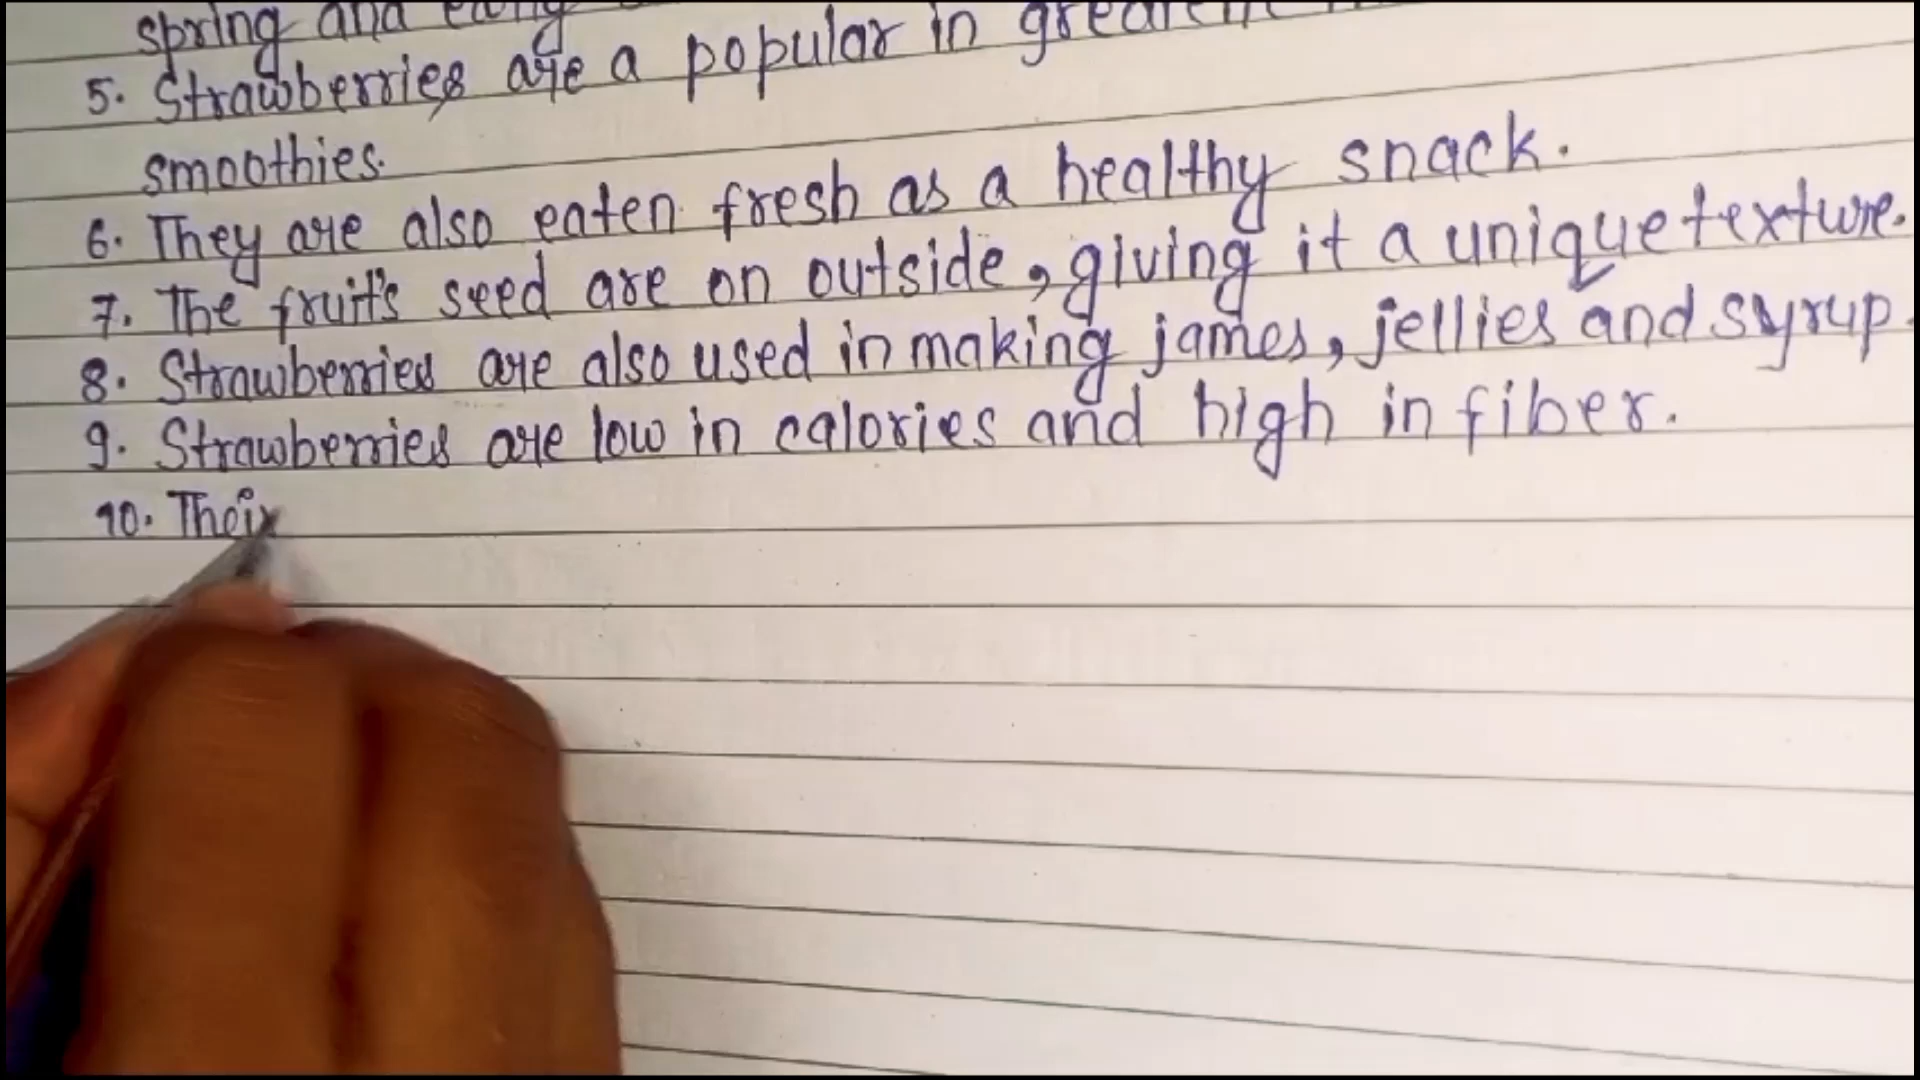 spring and early
5. Strawberries are a popular in
smoothies.
6. They are also eaten fresh as a healthy snack.
7. The fruit's seed are on outside, giving it a unique texture.
8. Strawberries are also used in making james, jellies and syrup.
9. Strawberries are low in calories and high in fiber.
10. Their